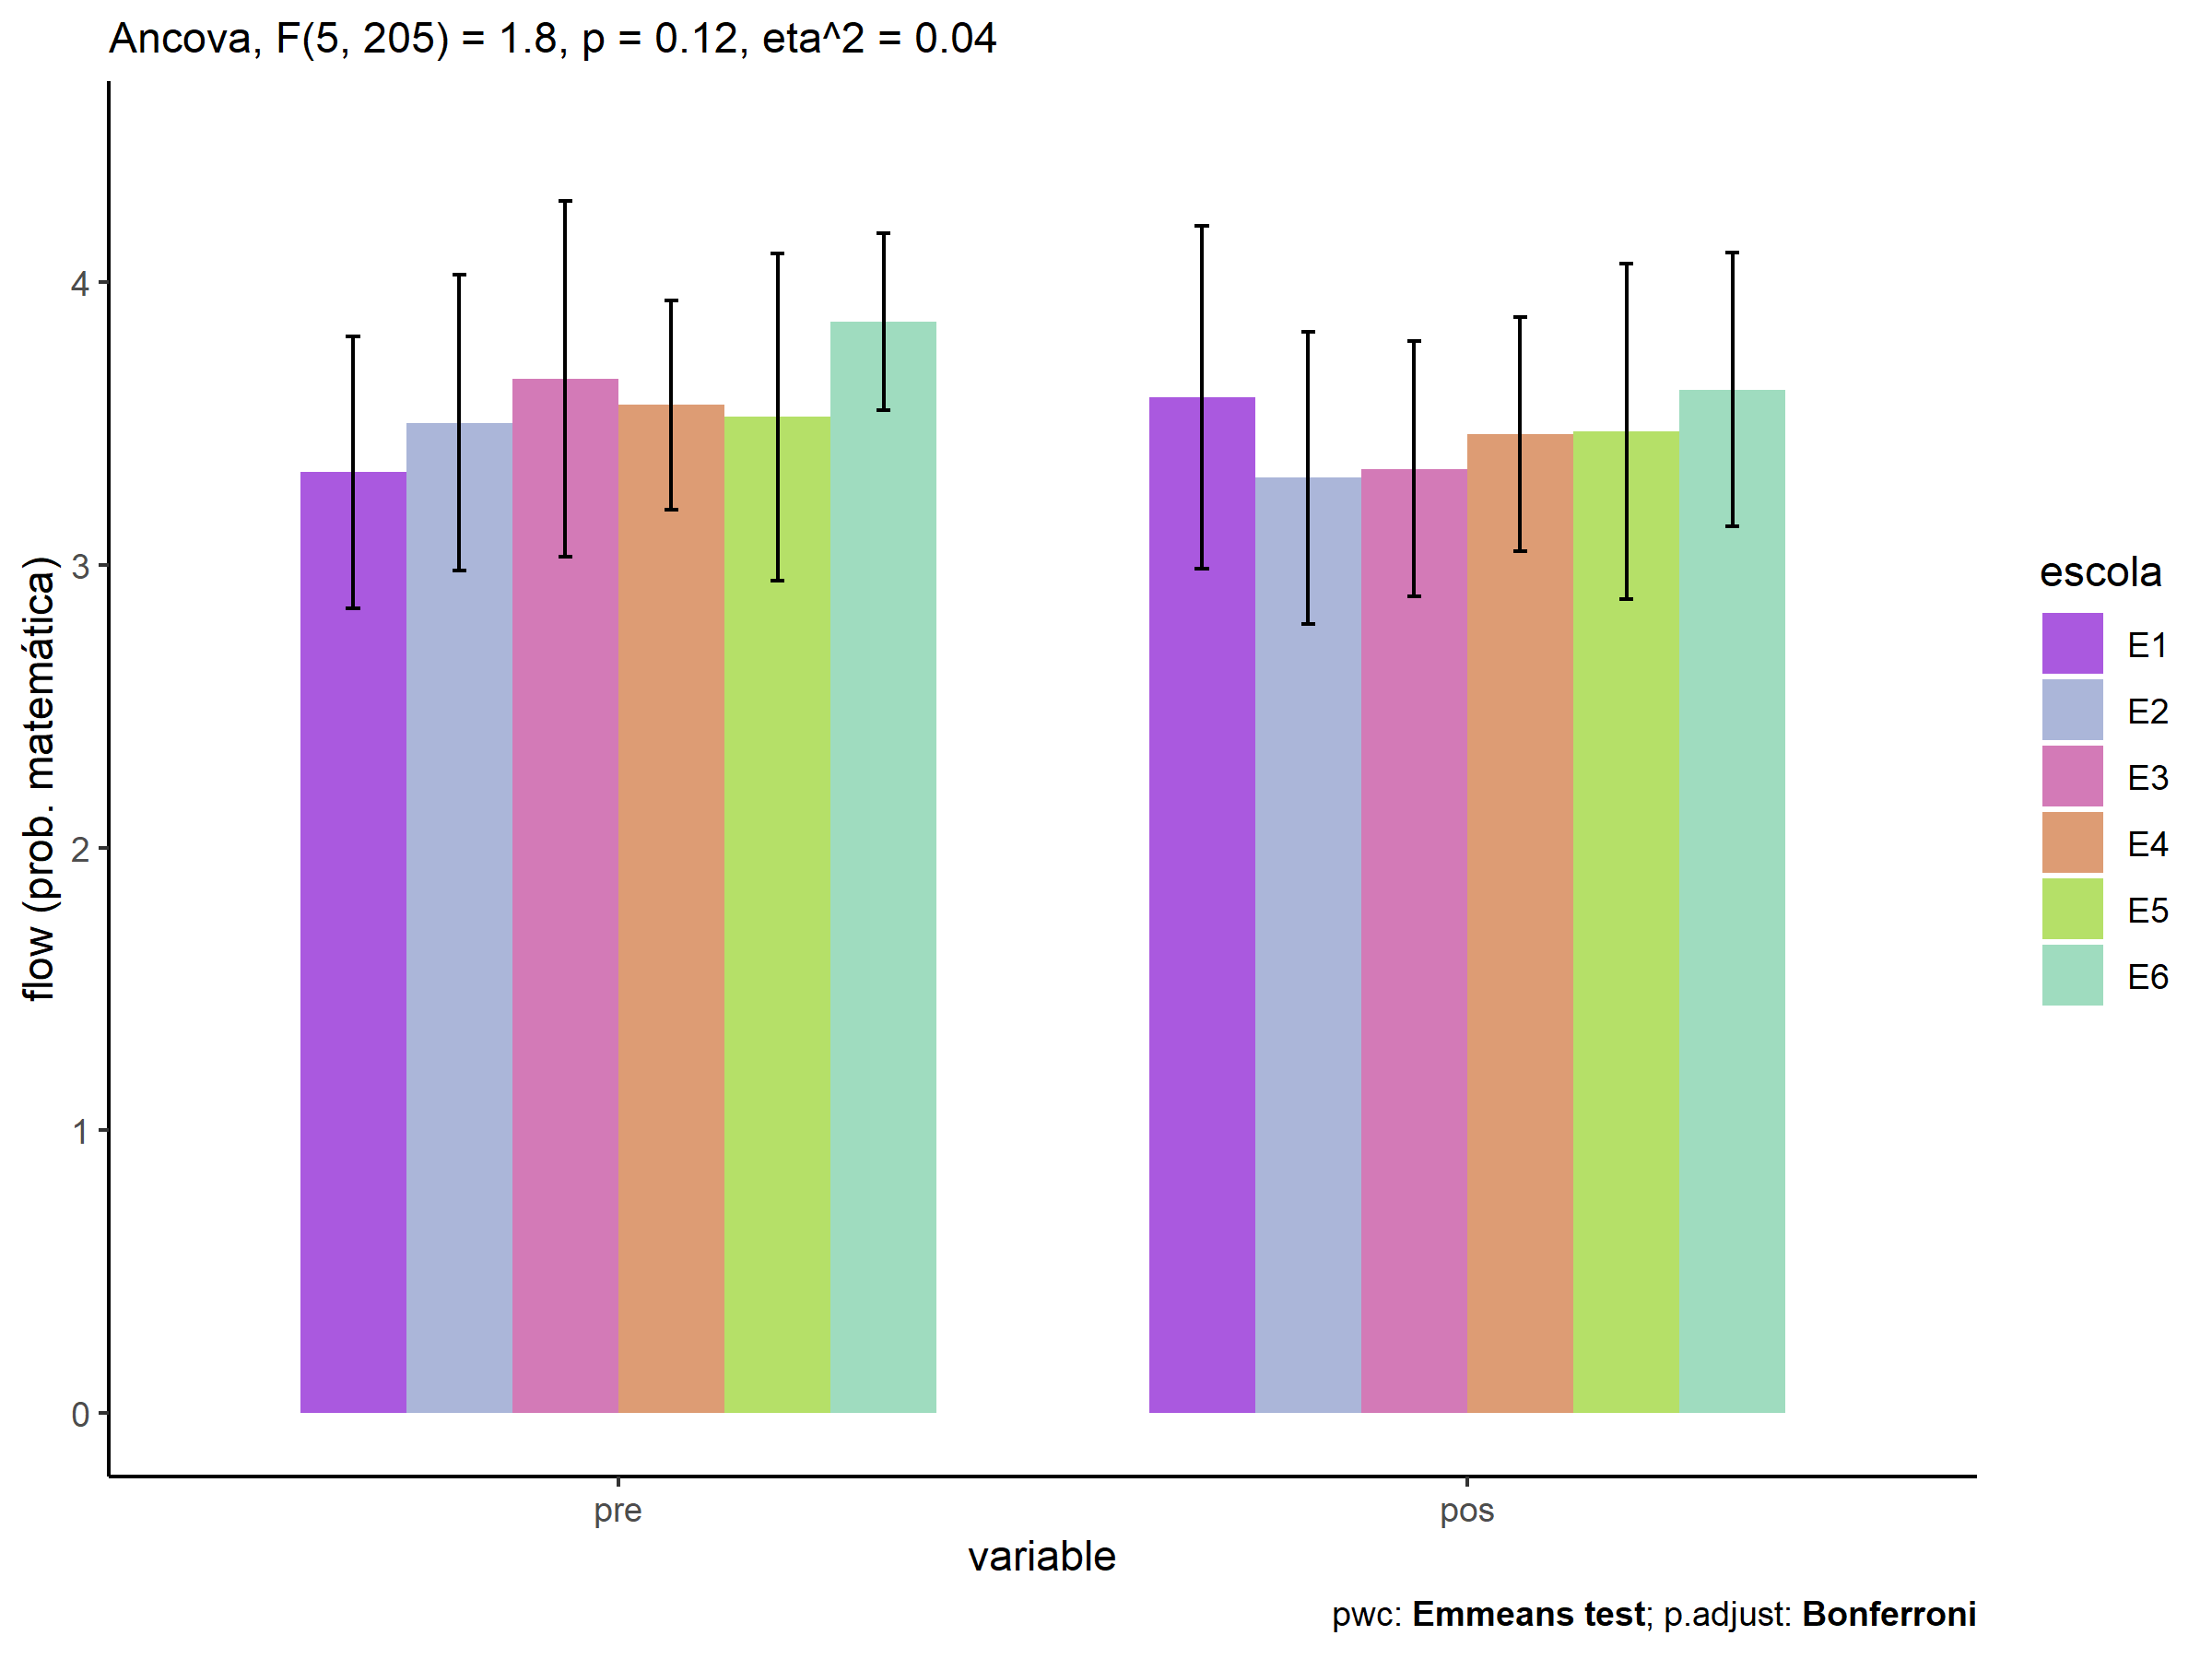 Ancova, F(5, 205) = 1.8, p = 0.12, eta^2 = 0.04
flow (prob. matemática)
4
3
2
1
0
pre
pos
variable
escola
E1
E2
E3
E4
E5
E6
pwc: Emmeans test; p.adjust: Bonferroni